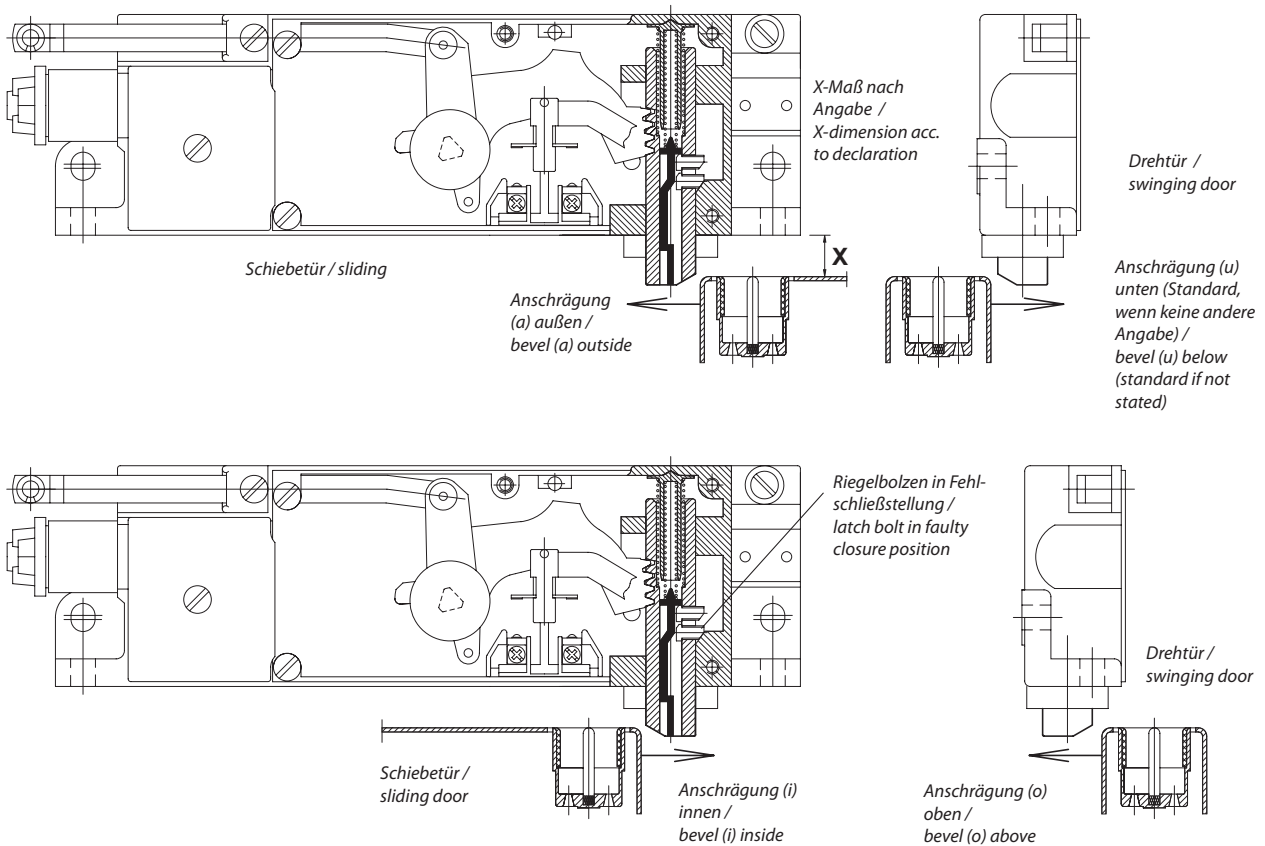 X-Maß nach
Angabe /
X-dimension acc.
to declaration
Drehtür /
swinging door
Schiebetür / sliding
X
Anschrägung
(a) außen /
bevel (a) outside
Anschrägung (u)
unten (Standard,
wenn keine andere
Angabe) /
bevel (u) below
(standard if not
stated)
Riegelbolzen in Fehl-
schließstellung /
latch bolt in faulty
closure position
Drehtür /
swinging door
Schiebetür /
sliding door
Anschrägung (i)
innen /
bevel (i) inside
Anschrägung (o)
oben /
bevel (o) above